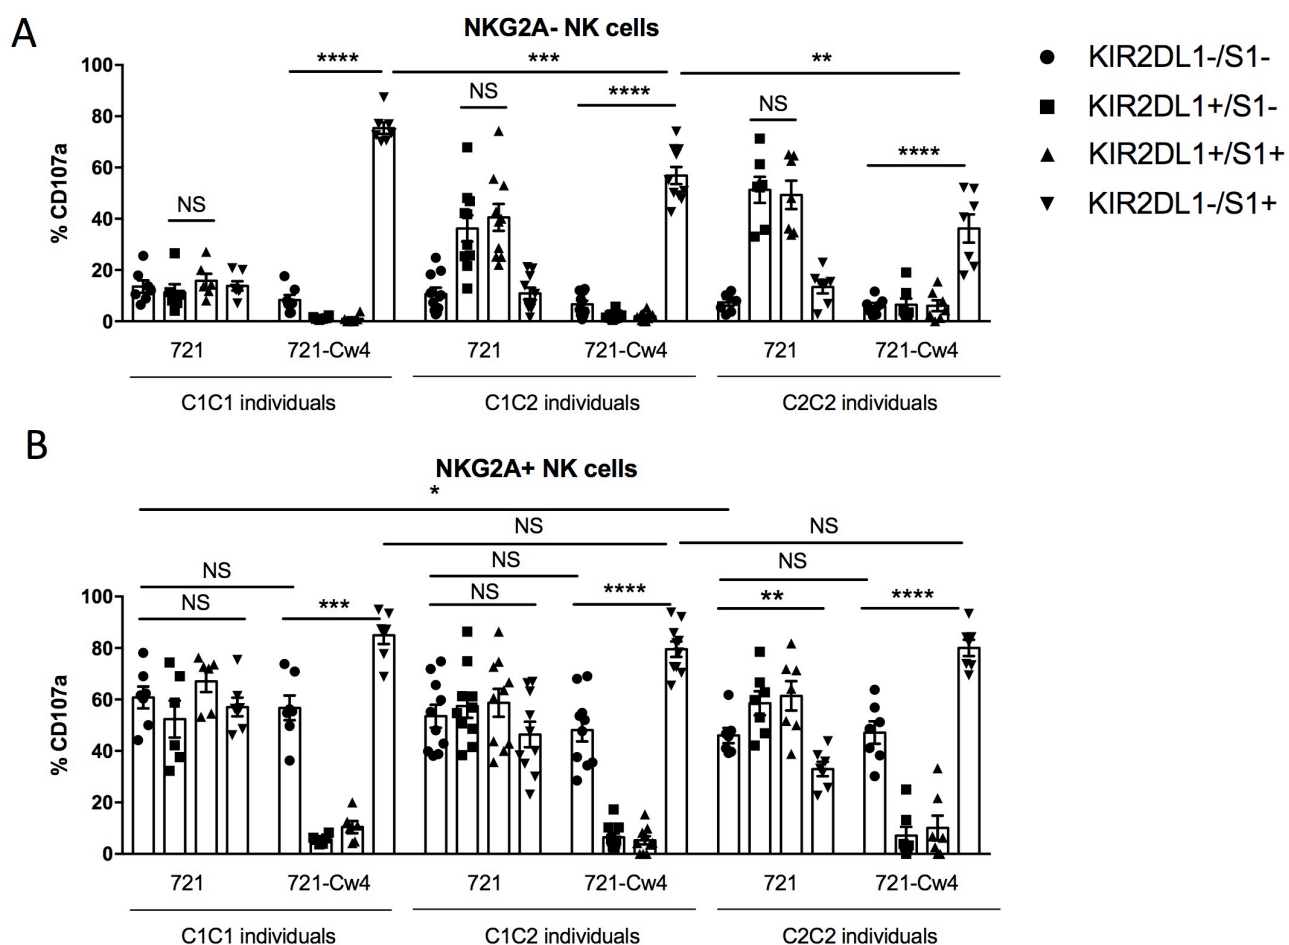 A
NKG2A- NK cells
**** *** **
NS **** NS
****
NS
% CD107a
100
80
60
40
20
0
721 721-Cw4 721 721-Cw4 721 721-Cw4
C1C1 individuals C1C2 individuals C2C2 individuals
KIR2DL1-/S1-
KIR2DL1+/S1-
KIR2DL1+/S1+
KIR2DL1-/S1+
B
NKG2A+ NK cells
*
NS NS
NS NS NS
NS *** NS **** ** ****
% CD107a
100
80
60
40
20
0
721 721-Cw4 721 721-Cw4 721 721-Cw4
C1C1 individuals C1C2 individuals C2C2 individuals